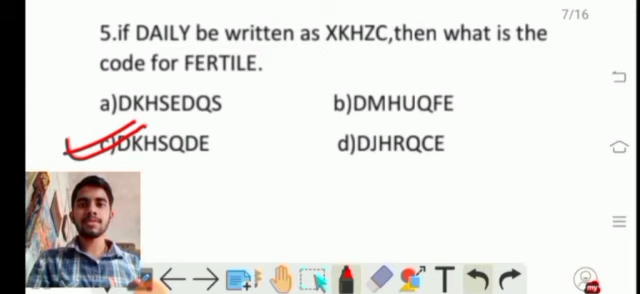 7/16
5.if DAILY be written as XKHZC,then what is the
code for FERTILE.
a)DKHSEDQS b)DMHUQFE
c)DKHSQDE d)DJHRQCE
T
my